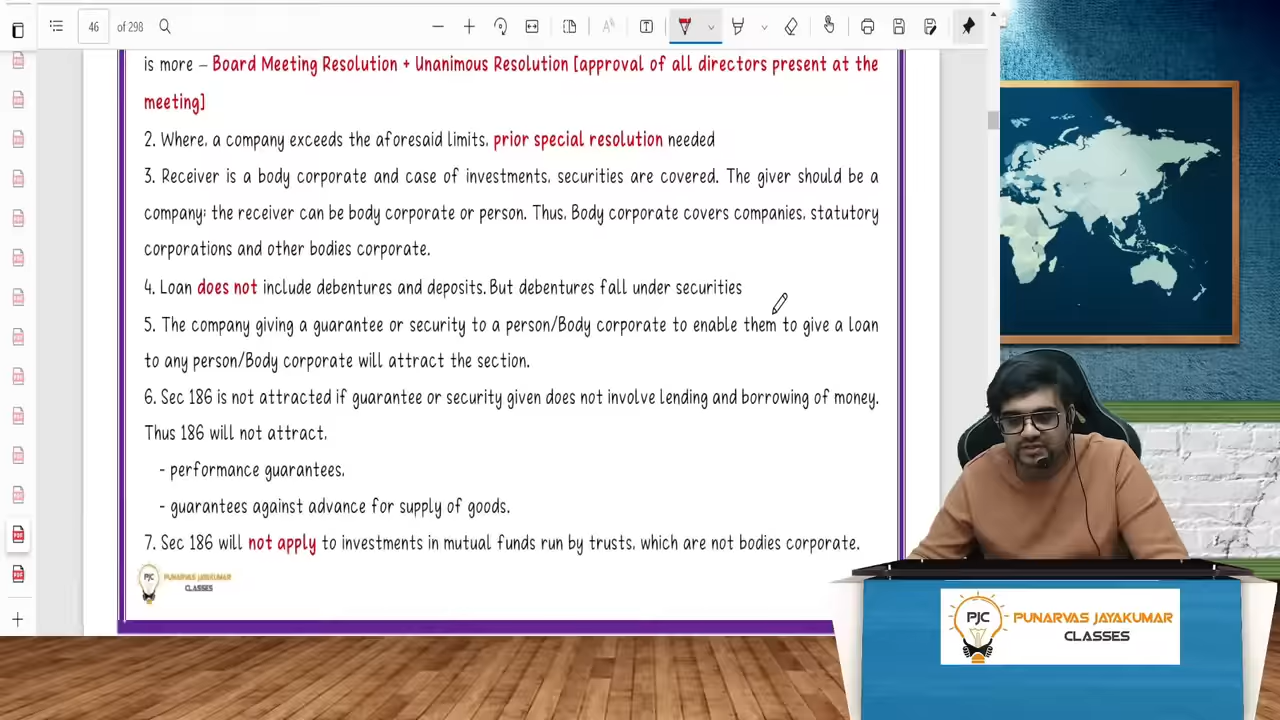 46 of 298
is more – Board Meeting Resolution + Unanimous Resolution [approval of all directors present at the
meeting]
2. Where, a company exceeds the aforesaid limits, prior special resolution needed
3. Receiver is a body corporate and case of investments securities are covered. The giver should be a
company; the receiver can be body corporate or person. Thus, Body corporate covers companies, statutory
corporations and other bodies corporate.
4. Loan does not include debentures and deposits. But debentures fall under securities
5. The company giving a guarantee or security to a person/Body corporate to enable them to give a loan
to any person/Body corporate will attract the section.
6. Sec 186 is not attracted if guarantee or security given does not involve lending and borrowing of money.
Thus 186 will not attract,
- performance guarantees,
- guarantees against advance for supply of goods.
7. Sec 186 will not apply to investments in mutual funds run by trusts, which are not bodies corporate.
PJC
PUNARVAS JAYAKUMAR
CLASSES
PJC
PUNARVAS JAYAKUMAR
CLASSES